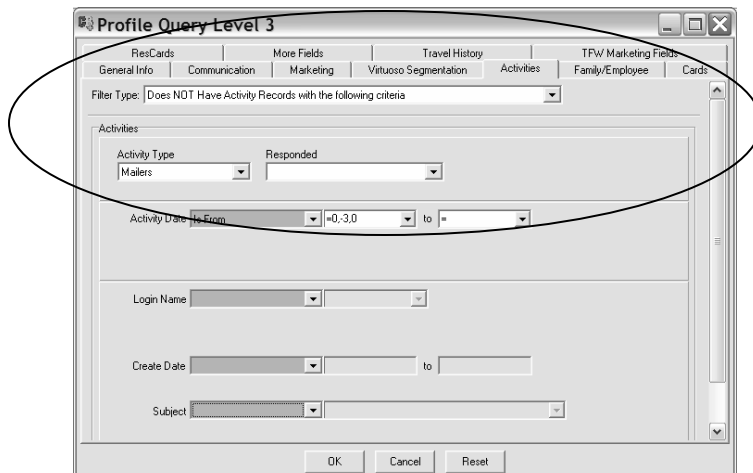 Profile Query Level 3
ResCards More Fields Travel History TFW Marketing Fields
General Info Communication Marketing Virtuoso Segmentation Activities Family/Employee Cards
Filter Type: Does NOT Have Activity Records with the following criteria
Activities
Activity Type Responded
Mailers
Activity Date Is From =0,-3,0 to =
Login Name
Create Date to
Subject
OK Cancel Reset